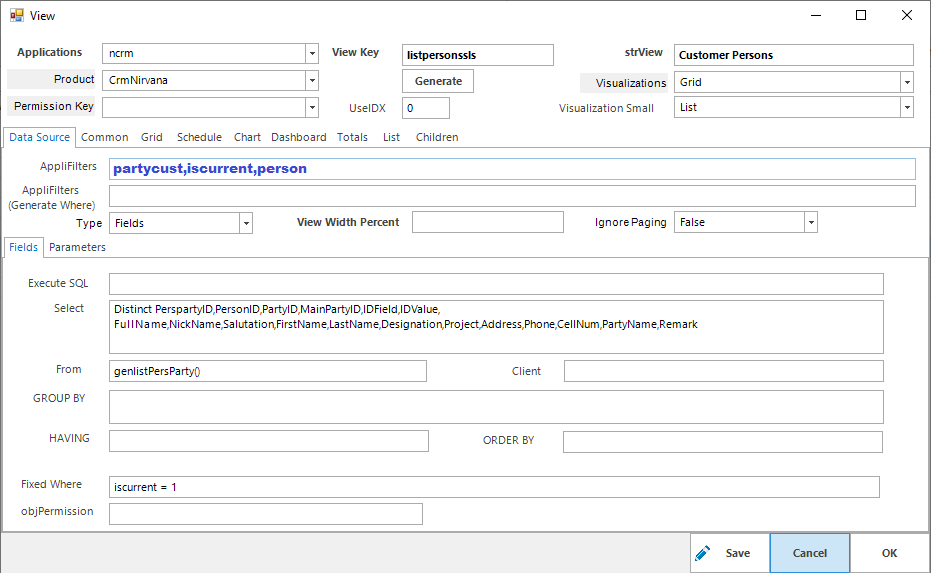 View
Applications ncrm View Key listpersonssls strView Customer Persons
Product CrmNirvana Generate Visualizations Grid
Permission Key UseIDX 0 Visualization Small List
Data Source Common Grid Schedule Chart Dashboard Totals List Children
AppliFilters partycust,iscurrent,person
AppliFilters
(Generate Where)
Type Fields View Width Percent Ignore Paging False
Fields Parameters
Execute SQL
Select Distinct PerspartyID,PersonID,PartyID,MainPartyID,IDField,IDValue,
FullName,NickName,Salutation,FirstName,LastName,Designation,Project,Address,Phone,CellNum,PartyName,Remark
From genlistPersParty() Client
GROUP BY
HAVING ORDER BY
Fixed Where iscurrent = 1
objPermission
Save Cancel OK